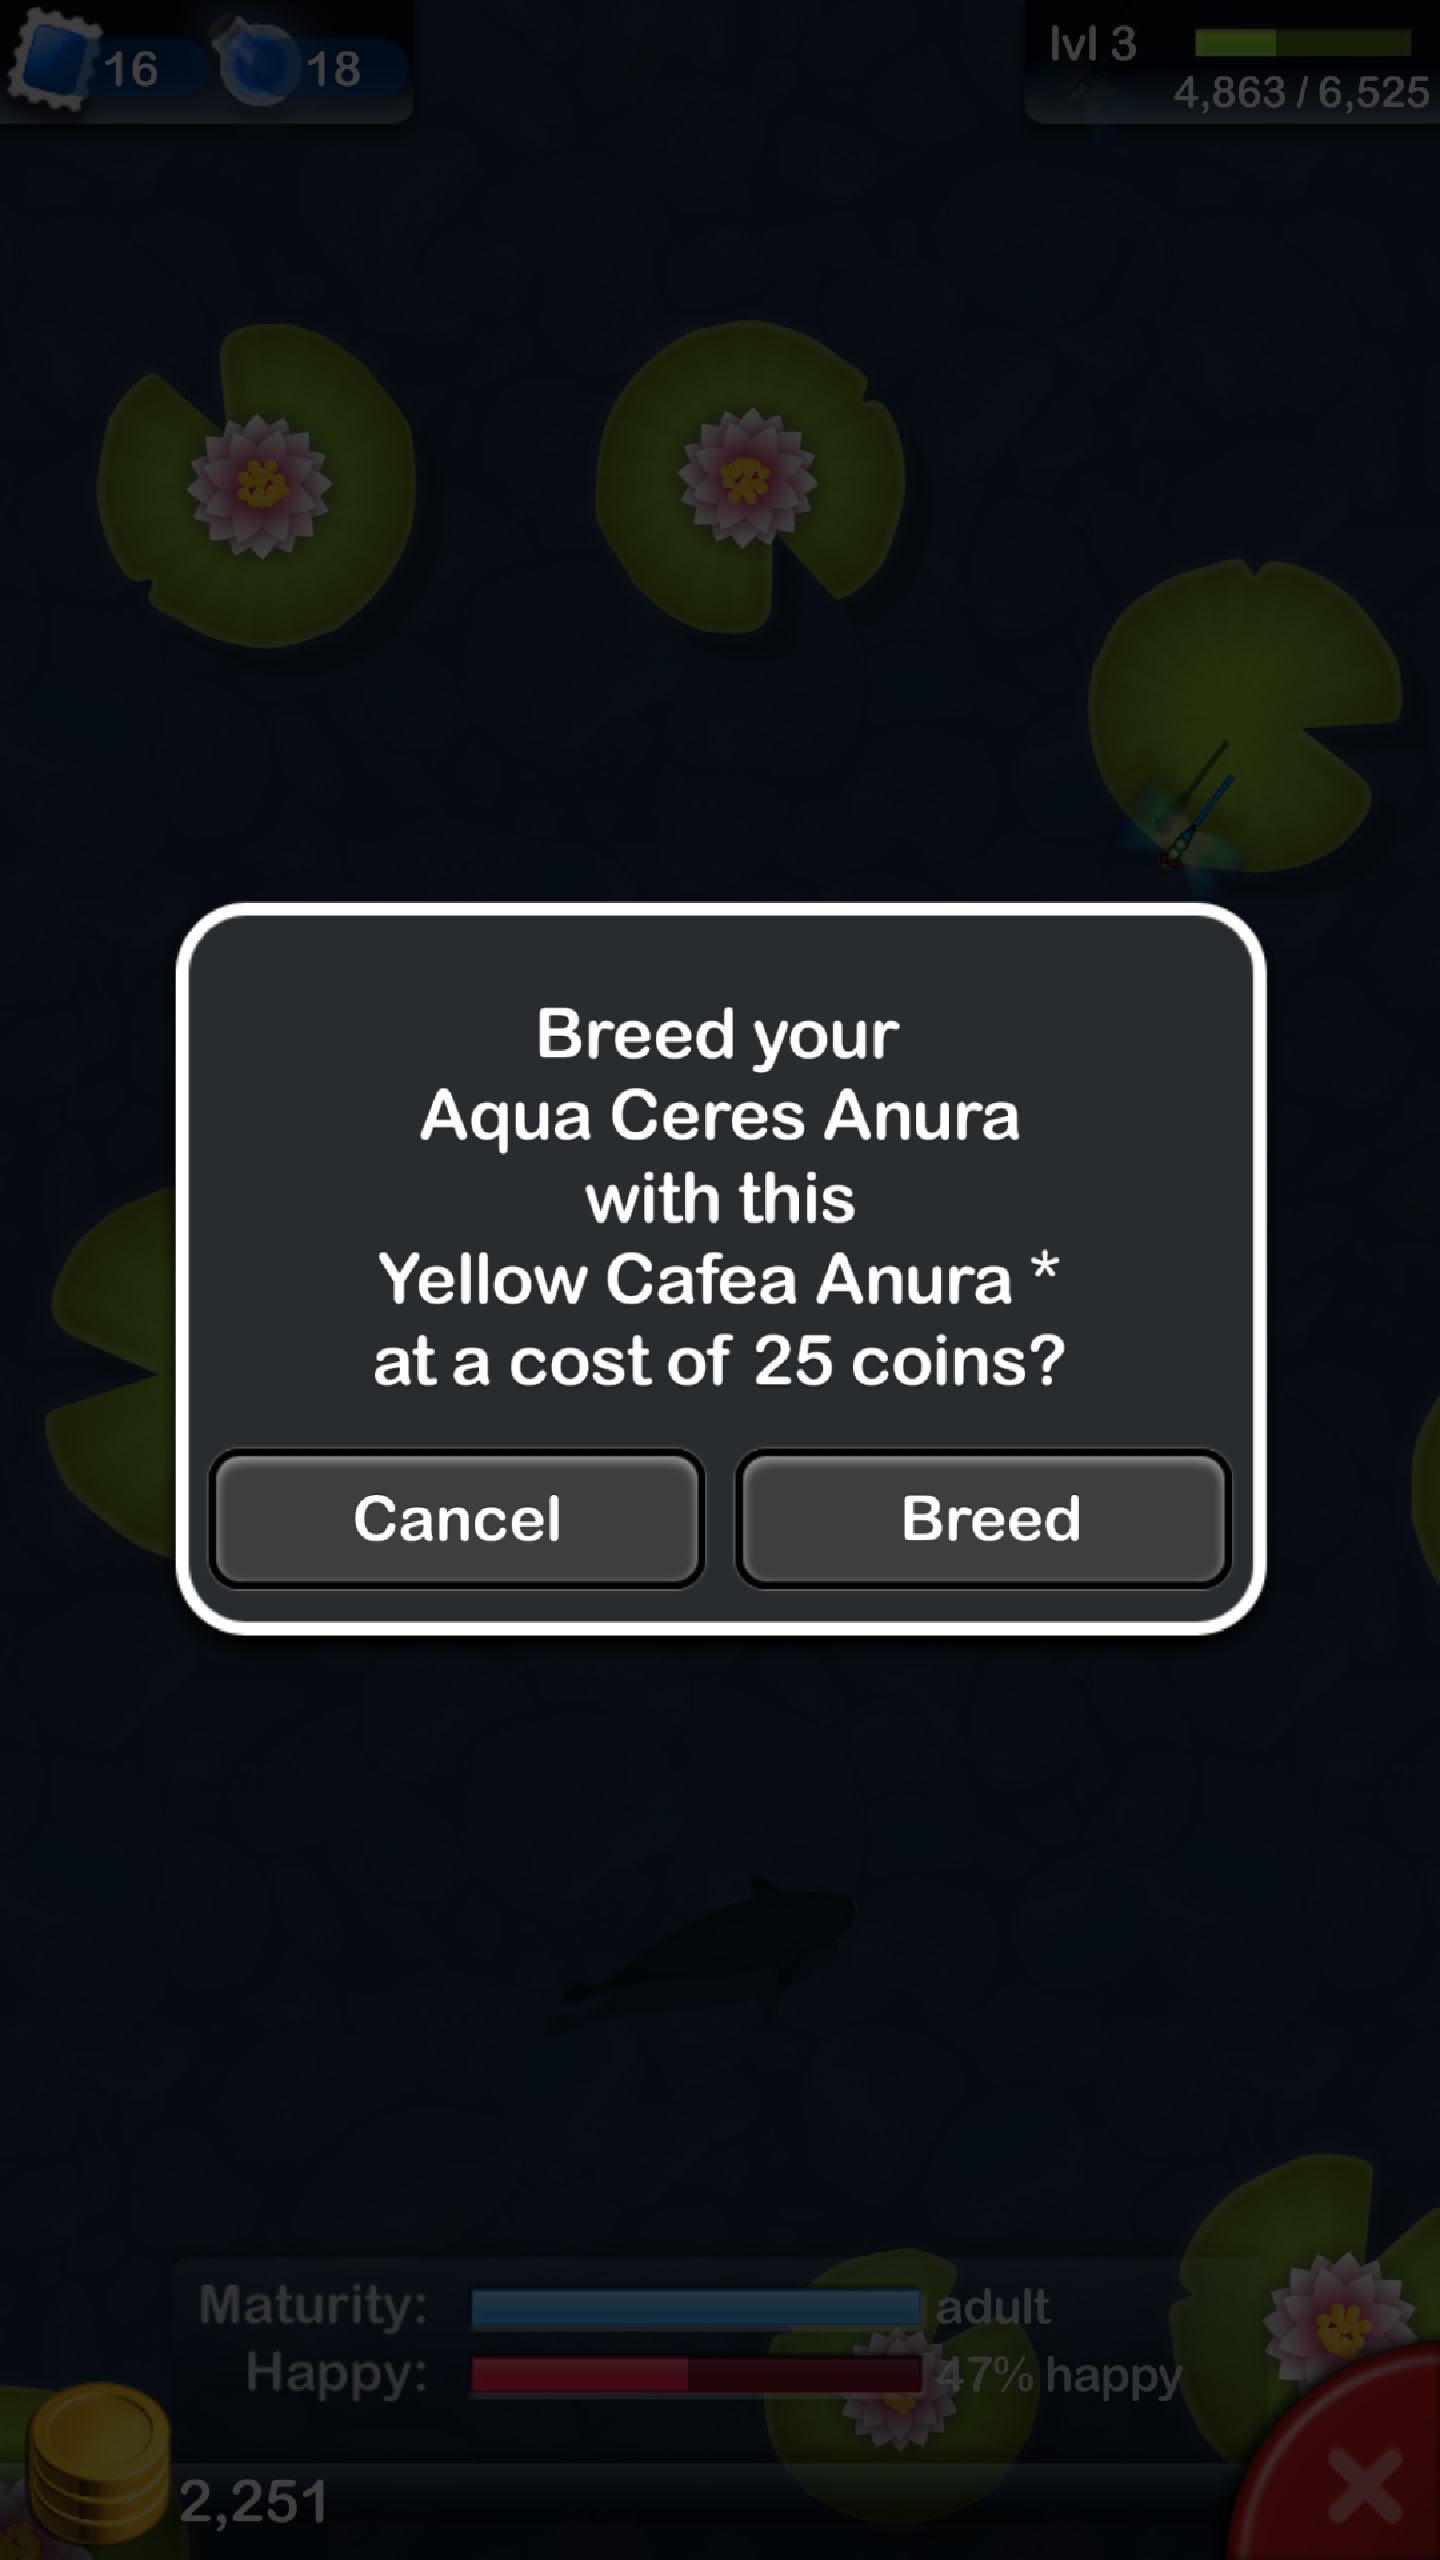 16
18
lvl 3
4,863 / 6,525
Breed your
Aqua Ceres Anura
with this
Yellow Cafea Anura *
at a cost of 25 coins?
Cancel
Breed
Maturity:
adult
Happy:
47% happy
2,251